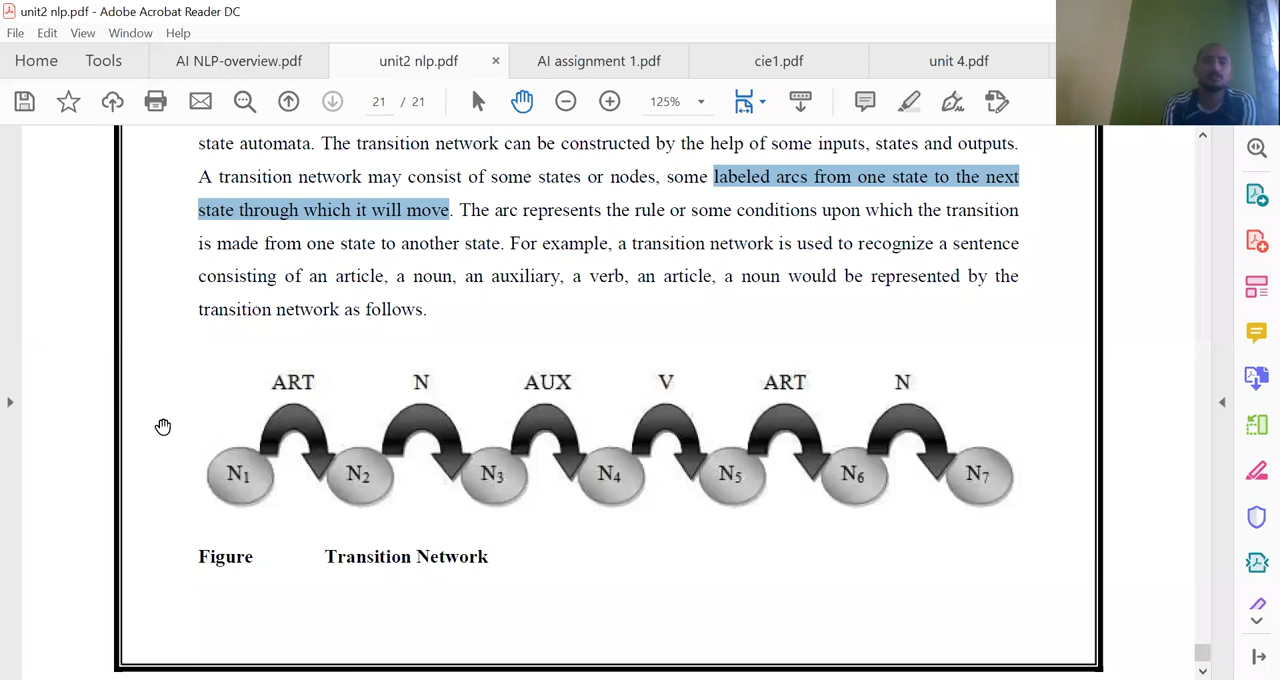 unit2 nlp.pdf - Adobe Acrobat Reader DC
File Edit View Window Help
Home Tools AI NLP-overview.pdf unit2 nlp.pdf × AI assignment 1.pdf cie1.pdf unit 4.pdf
21 / 21 125%
state automata. The transition network can be constructed by the help of some inputs, states and outputs.
A transition network may consist of some states or nodes, some labeled arcs from one state to the next
state through which it will move. The arc represents the rule or some conditions upon which the transition
is made from one state to another state. For example, a transition network is used to recognize a sentence
consisting of an article, a noun, an auxiliary, a verb, an article, a noun would be represented by the
transition network as follows.
ART N AUX V ART N
N1 N2 N3 N4 N5 N6 N7
Figure Transition Network